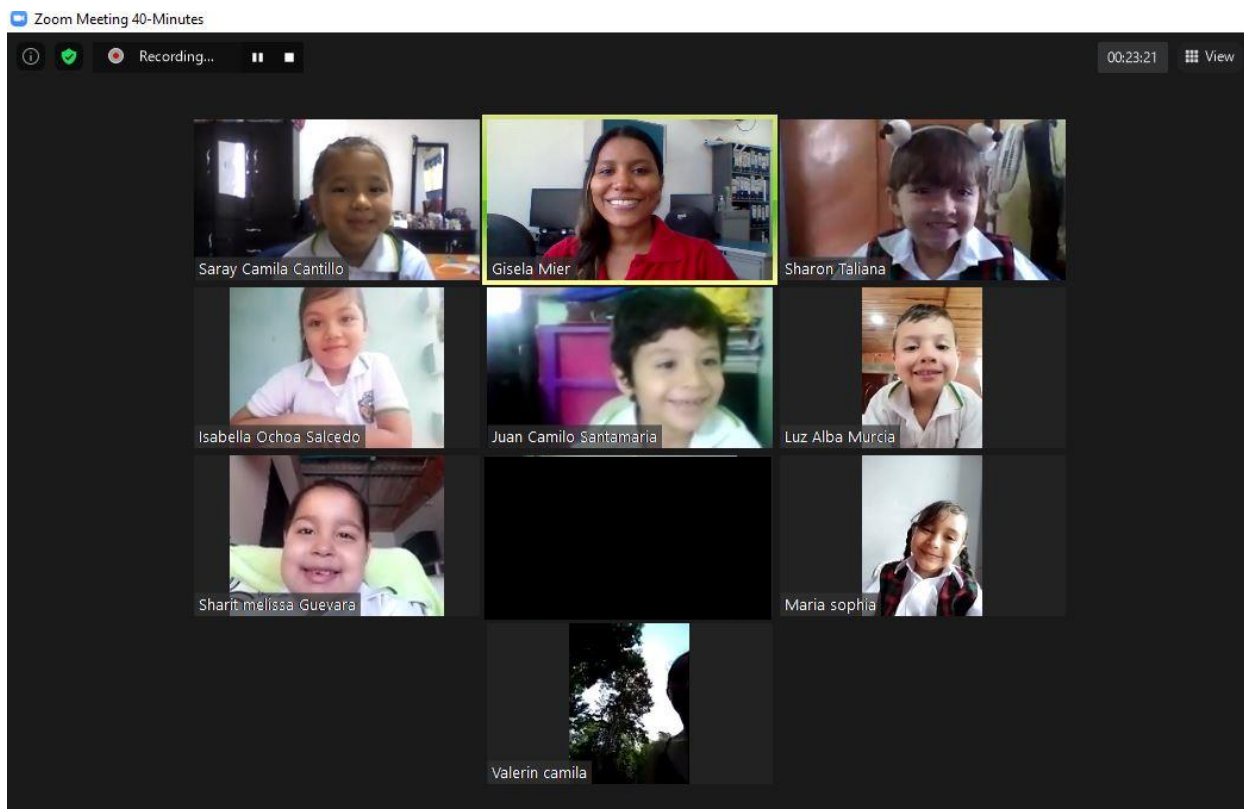 Zoom Meeting 40-Minutes
Recording...
00:23:21
View
Saray Camila Cantillo
Gisela Mier
Sharon Taliana
Isabella Ochoa Salcedo
Juan Camilo Santamaria
Luz Alba Murcia
Sharit melissa Guevara
Maria sophia
Valerin camila